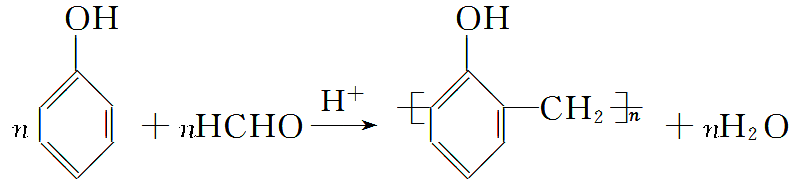 OH OH
n + nHCHO H⁺ → [ CH₂ ]ₙ + nH₂O